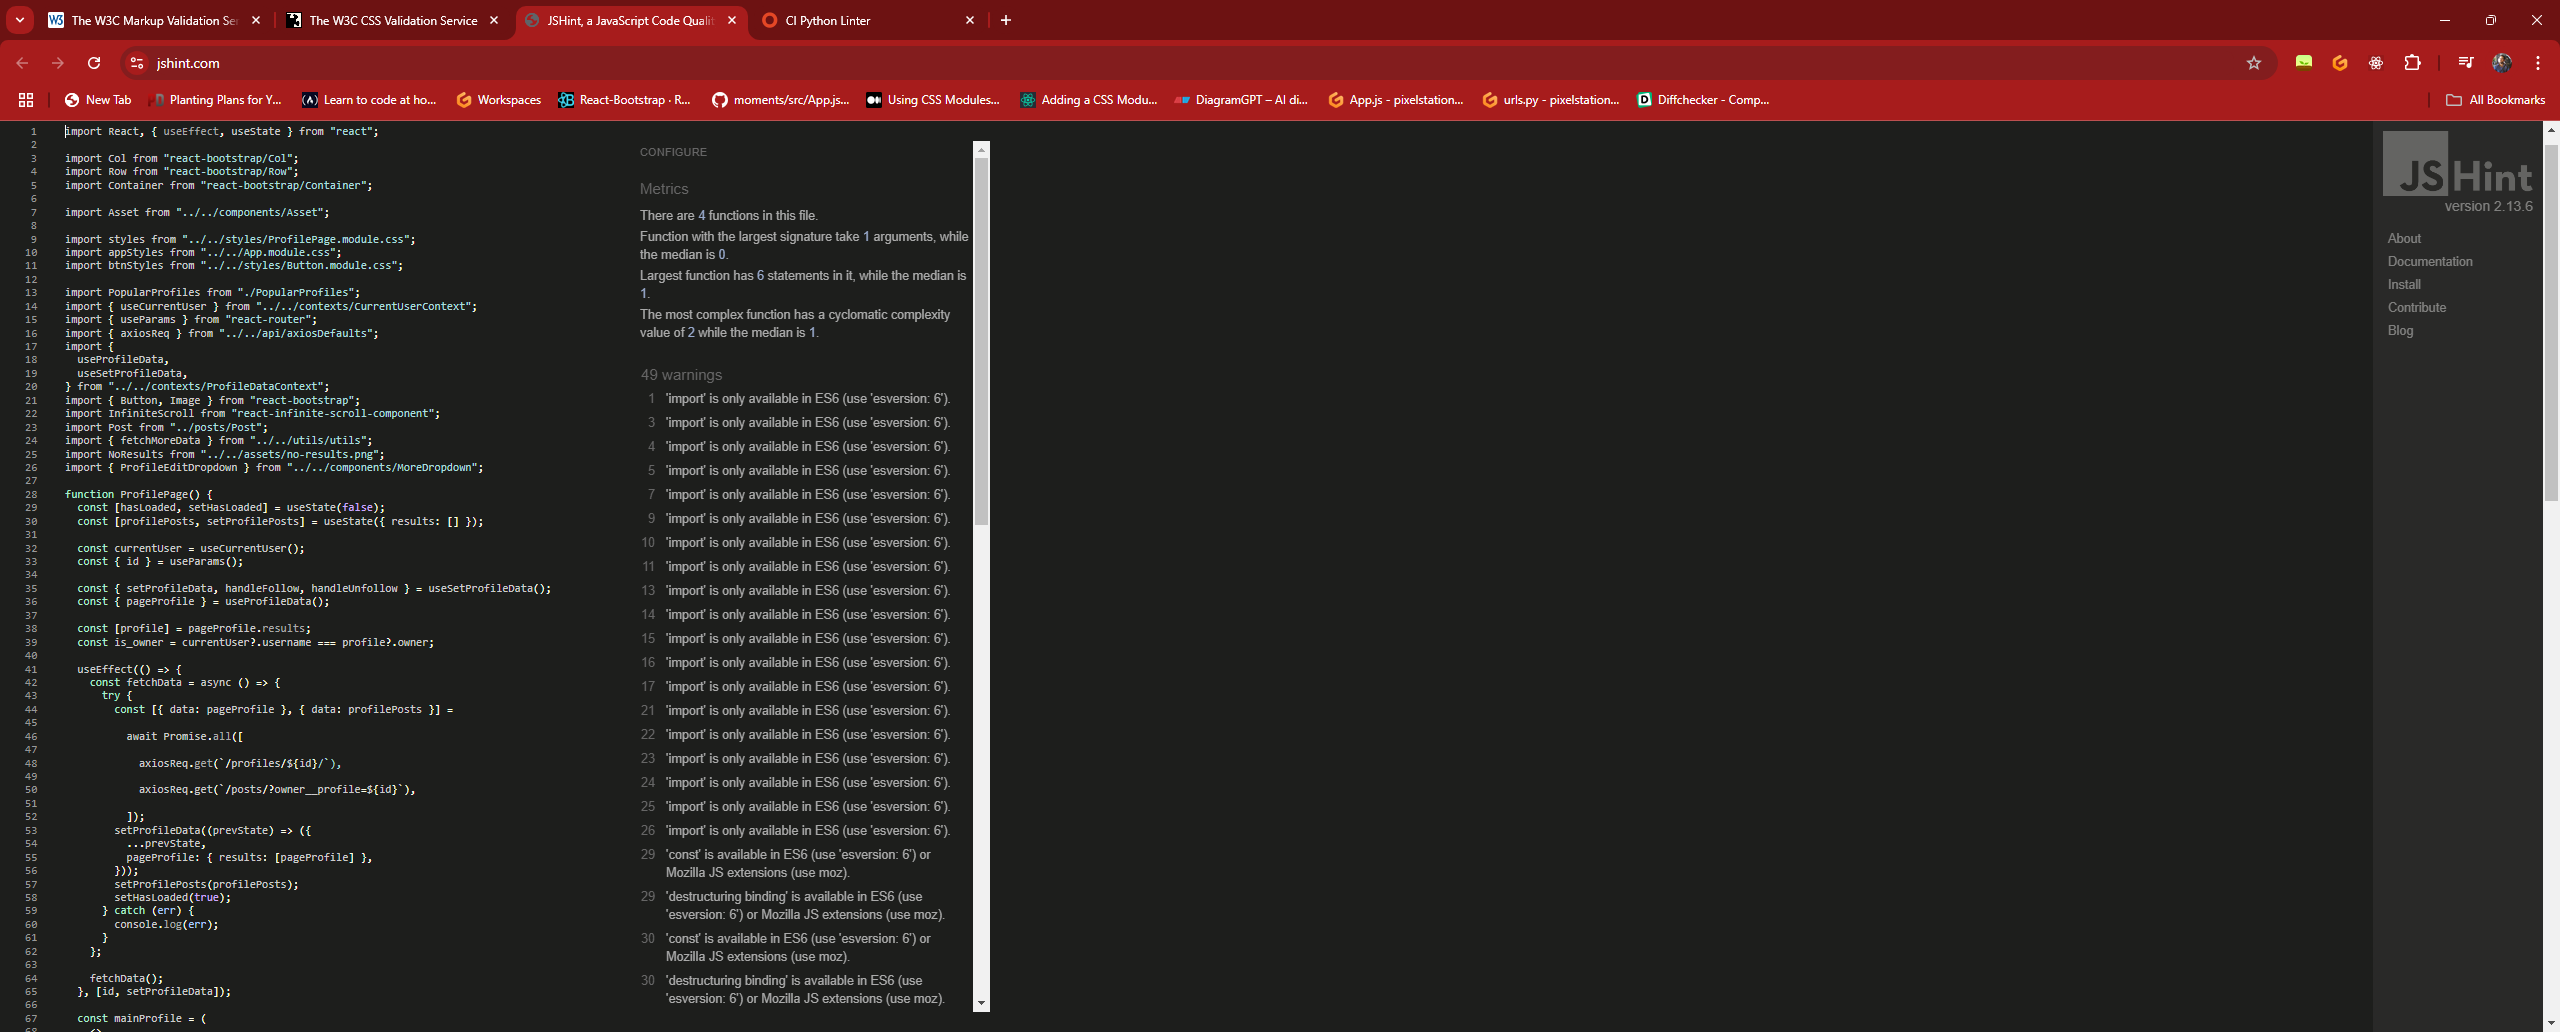 The W3C Markup Validation Se
The W3C CSS Validation Service
JSHint, a JavaScript Code Qualit
CI Python Linter
jshint.com
New Tab
Planting Plans for Y...
Learn to code at ho...
Workspaces
React-Bootstrap · R...
moments/src/App.js...
Using CSS Modules...
Adding a CSS Modu...
DiagramGPT – AI di...
App.js - pixelstation...
urls.py - pixelstation...
Diffchecker - Comp...
All Bookmarks
1 import React, { useEffect, useState } from "react";
2
3 import Col from "react-bootstrap/Col";
4 import Row from "react-bootstrap/Row";
5 import Container from "react-bootstrap/Container";
6
7 import Asset from "../../components/Asset";
8
9 import styles from "../../styles/ProfilePage.module.css";
10 import appStyles from "../../App.module.css";
11 import btnStyles from "../../styles/Button.module.css";
12
13 import PopularProfiles from "./PopularProfiles";
14 import { useCurrentUser } from "../../contexts/CurrentUserContext";
15 import { useParams } from "react-router";
16 import { axiosReq } from "../../api/axiosDefaults";
17 import {
18 useProfileData,
19 useSetProfileData,
20 } from "../../contexts/ProfileDataContext";
21 import { Button, Image } from "react-bootstrap";
22 import InfiniteScroll from "react-infinite-scroll-component";
23 import Post from "../posts/Post";
24 import { fetchMoreData } from "../../utils/utils";
25 import NoResults from "../../assets/no-results.png";
26 import { ProfileEditDropdown } from "../../components/MoreDropdown";
27
28 function ProfilePage() {
29 const [hasLoaded, setHasLoaded] = useState(false);
30 const [profilePosts, setProfilePosts] = useState({ results: [] });
31
32 const currentUser = useCurrentUser();
33 const { id } = useParams();
34
35 const { setProfileData, handleFollow, handleUnfollow } = useSetProfileData();
36 const { pageProfile } = useProfileData();
37
38 const [profile] = pageProfile.results;
39 const is_owner = currentUser?.username === profile?.owner;
40
41 useEffect(() => {
42 const fetchData = async () => {
43 try {
44 const [{ data: pageProfile }, { data: profilePosts }] =
45
46 await Promise.all([
47
48 axiosReq.get(`/profiles/${id}/`),
49
50 axiosReq.get(`/posts/?owner__profile=${id}`),
51
52 ]);
53 setProfileData((prevState) => ({
54 ...prevState,
55 pageProfile: { results: [pageProfile] },
56 }));
57 setProfilePosts(profilePosts);
58 setHasLoaded(true);
59 } catch (err) {
60 console.log(err);
61 }
62 };
63
64 fetchData();
65 }, [id, setProfileData]);
66
67 const mainProfile = (
68 <>
CONFIGURE
Metrics
There are 4 functions in this file.
Function with the largest signature take 1 arguments, while
the median is 0.
Largest function has 6 statements in it, while the median is
1.
The most complex function has a cyclomatic complexity
value of 2 while the median is 1.
49 warnings
1 'import' is only available in ES6 (use 'esversion: 6').
3 'import' is only available in ES6 (use 'esversion: 6').
4 'import' is only available in ES6 (use 'esversion: 6').
5 'import' is only available in ES6 (use 'esversion: 6').
7 'import' is only available in ES6 (use 'esversion: 6').
9 'import' is only available in ES6 (use 'esversion: 6').
10 'import' is only available in ES6 (use 'esversion: 6').
11 'import' is only available in ES6 (use 'esversion: 6').
13 'import' is only available in ES6 (use 'esversion: 6').
14 'import' is only available in ES6 (use 'esversion: 6').
15 'import' is only available in ES6 (use 'esversion: 6').
16 'import' is only available in ES6 (use 'esversion: 6').
17 'import' is only available in ES6 (use 'esversion: 6').
21 'import' is only available in ES6 (use 'esversion: 6').
22 'import' is only available in ES6 (use 'esversion: 6').
23 'import' is only available in ES6 (use 'esversion: 6').
24 'import' is only available in ES6 (use 'esversion: 6').
25 'import' is only available in ES6 (use 'esversion: 6').
26 'import' is only available in ES6 (use 'esversion: 6').
29 'const' is available in ES6 (use 'esversion: 6') or
Mozilla JS extensions (use moz).
29 'destructuring binding' is available in ES6 (use
'esversion: 6') or Mozilla JS extensions (use moz).
30 'const' is available in ES6 (use 'esversion: 6') or
Mozilla JS extensions (use moz).
30 'destructuring binding' is available in ES6 (use
'esversion: 6') or Mozilla JS extensions (use moz).
JSHint
version 2.13.6
About
Documentation
Install
Contribute
Blog